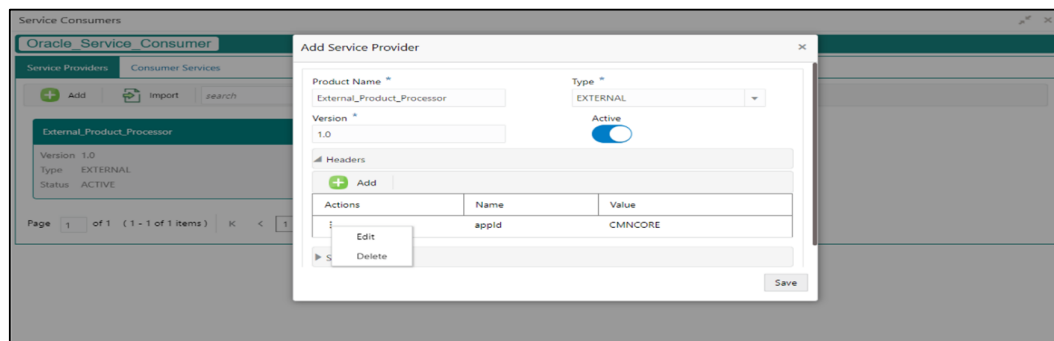 Service Consumers
Oracle_Service_Consumer
Service Providers Consumer Services
Add Import search
External_Product_Processor
Version 1.0
Type EXTERNAL
Status ACTIVE
Page 1 of 1 (1 - 1 of 1 items) K < 1
Add Service Provider
Product Name * Type *
External_Product_Processor EXTERNAL
Version * Active
1.0
Headers
Add
Actions Name Value
appId CMNCORE
Edit
Delete
S
Save